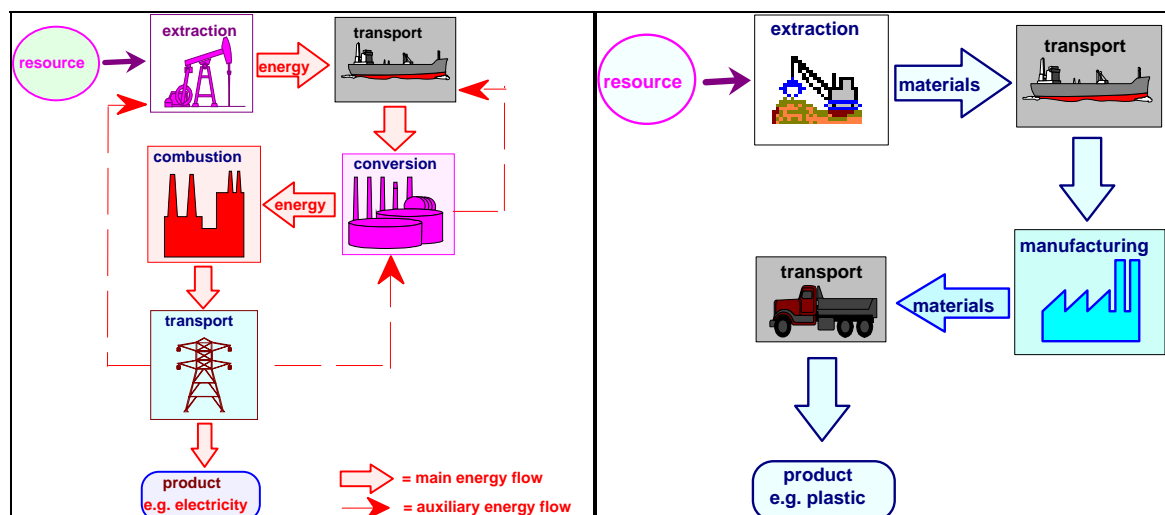 extraction
transport
resource
energy
combustion
conversion
energy
transport
product
e.g. electricity
= main energy flow
= auxiliary energy flow
extraction
transport
resource
materials
manufacturing
transport
materials
product
e.g. plastic